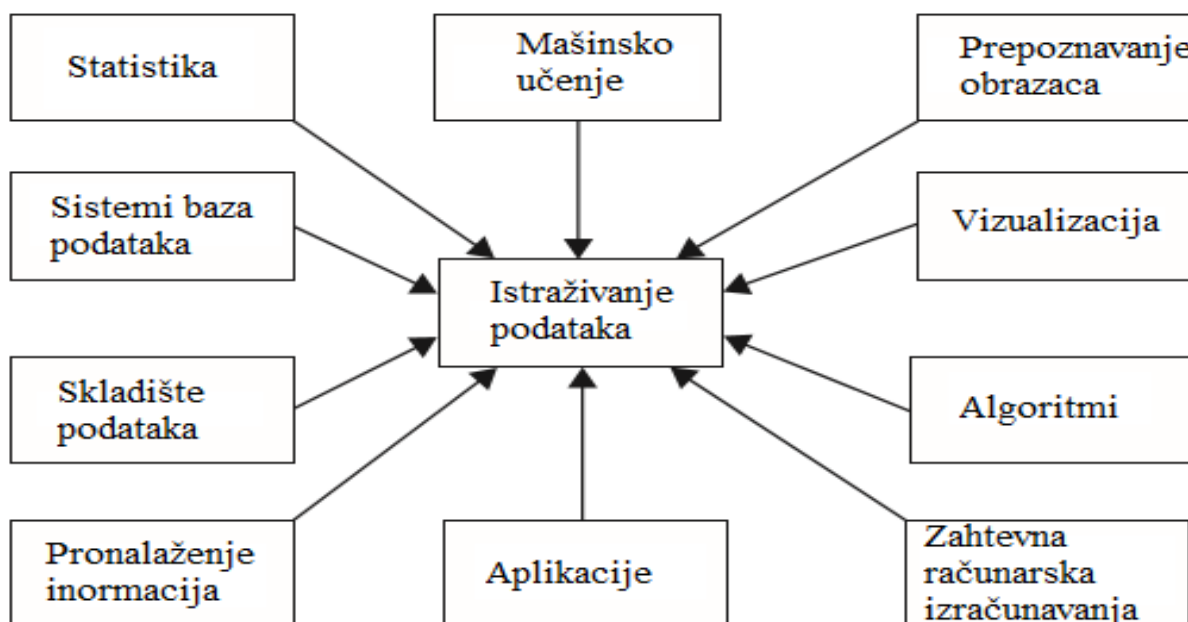 Statistika
Mašinsko
učenje
Prepoznavanje
obrazaca
Sistemi baza
podataka
Vizualizacija
Istraživanje
podataka
Skladište
podataka
Algoritmi
Pronalaženje
inormacija
Aplikacije
Zahtevna
računarska
izračunavanja